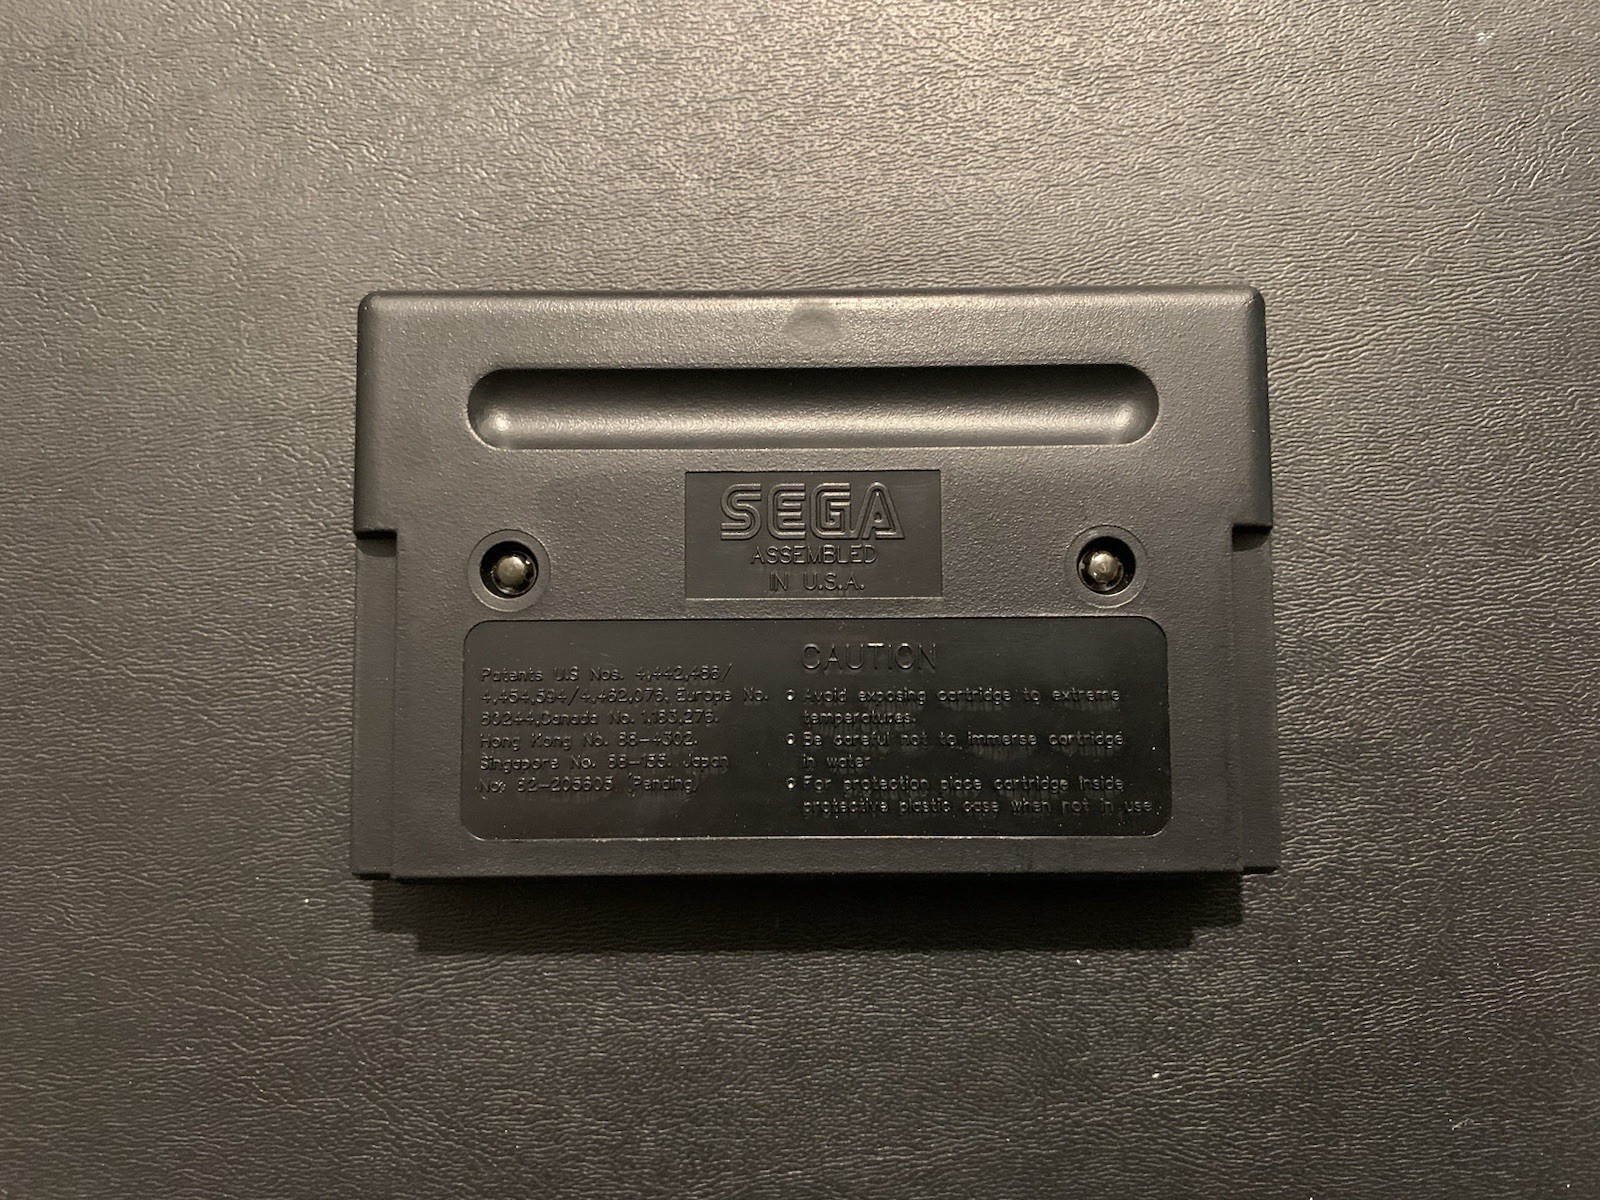 SEGA
ASSEMBLED
IN U.S.A.
Patents U.S Nos. 4,442,486/
4,454,594/4,462,076, Europe No.
80244,Canada No. 1,183,276.
Hong Kong No. 88-4302.
Singapore No. 88-155. Japan
No. 82-205605 (Pending)
CAUTION
• Avoid exposing cartridge to extreme
temperatures.
• Be careful not to immerse cartridge
in water
• For protection place cartridge inside
protective plastic case when not in use.